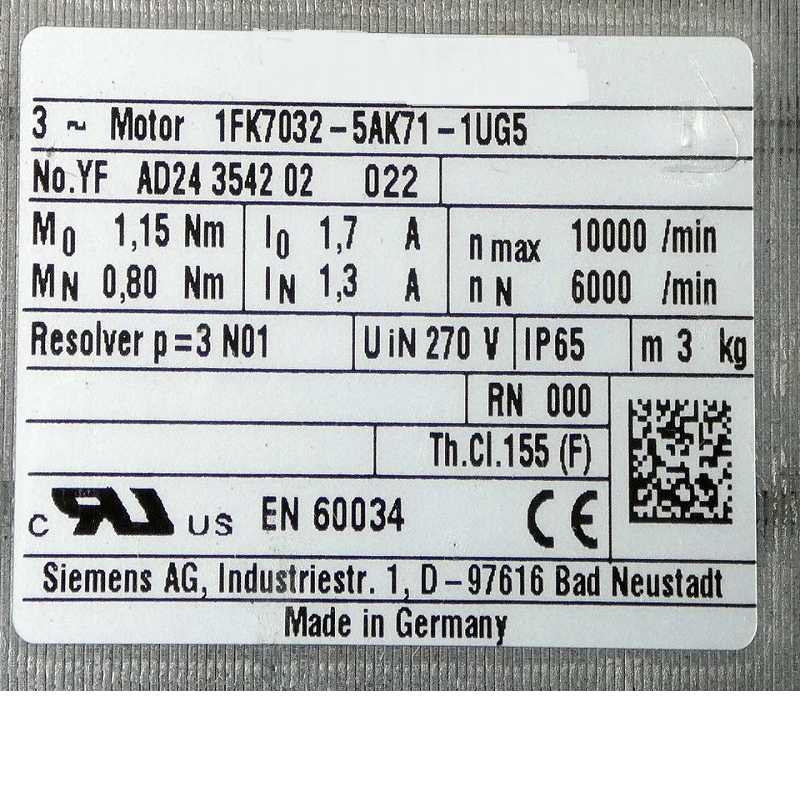 3 ~ Motor 1FK7032-5AK71-1UG5
No.YF AD24 3542 02 022
M0 1,15 Nm I0 1,7 A n max 10000 /min
MN 0,80 Nm IN 1,3 A n N 6000 /min
Resolver p=3 N01 UiN 270 V IP65 m 3 kg
RN 000
Th.Cl.155 (F)
C RU US EN 60034 CE
Siemens AG, Industriestr. 1, D-97616 Bad Neustadt
Made in Germany